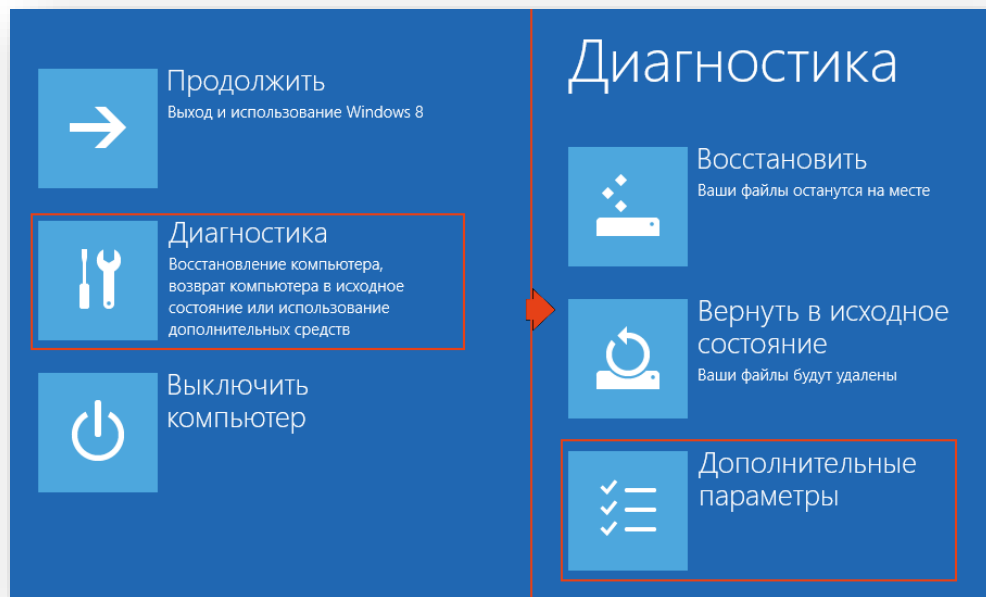 Продолжить
Выход и использование Windows 8
Диагностика
Восстановление компьютера,
возврат компьютера в исходное
состояние или использование
дополнительных средств
Выключить
компьютер
Диагностика
Восстановить
Ваши файлы останутся на месте
Вернуть в исходное
состояние
Ваши файлы будут удалены
Дополнительные
параметры